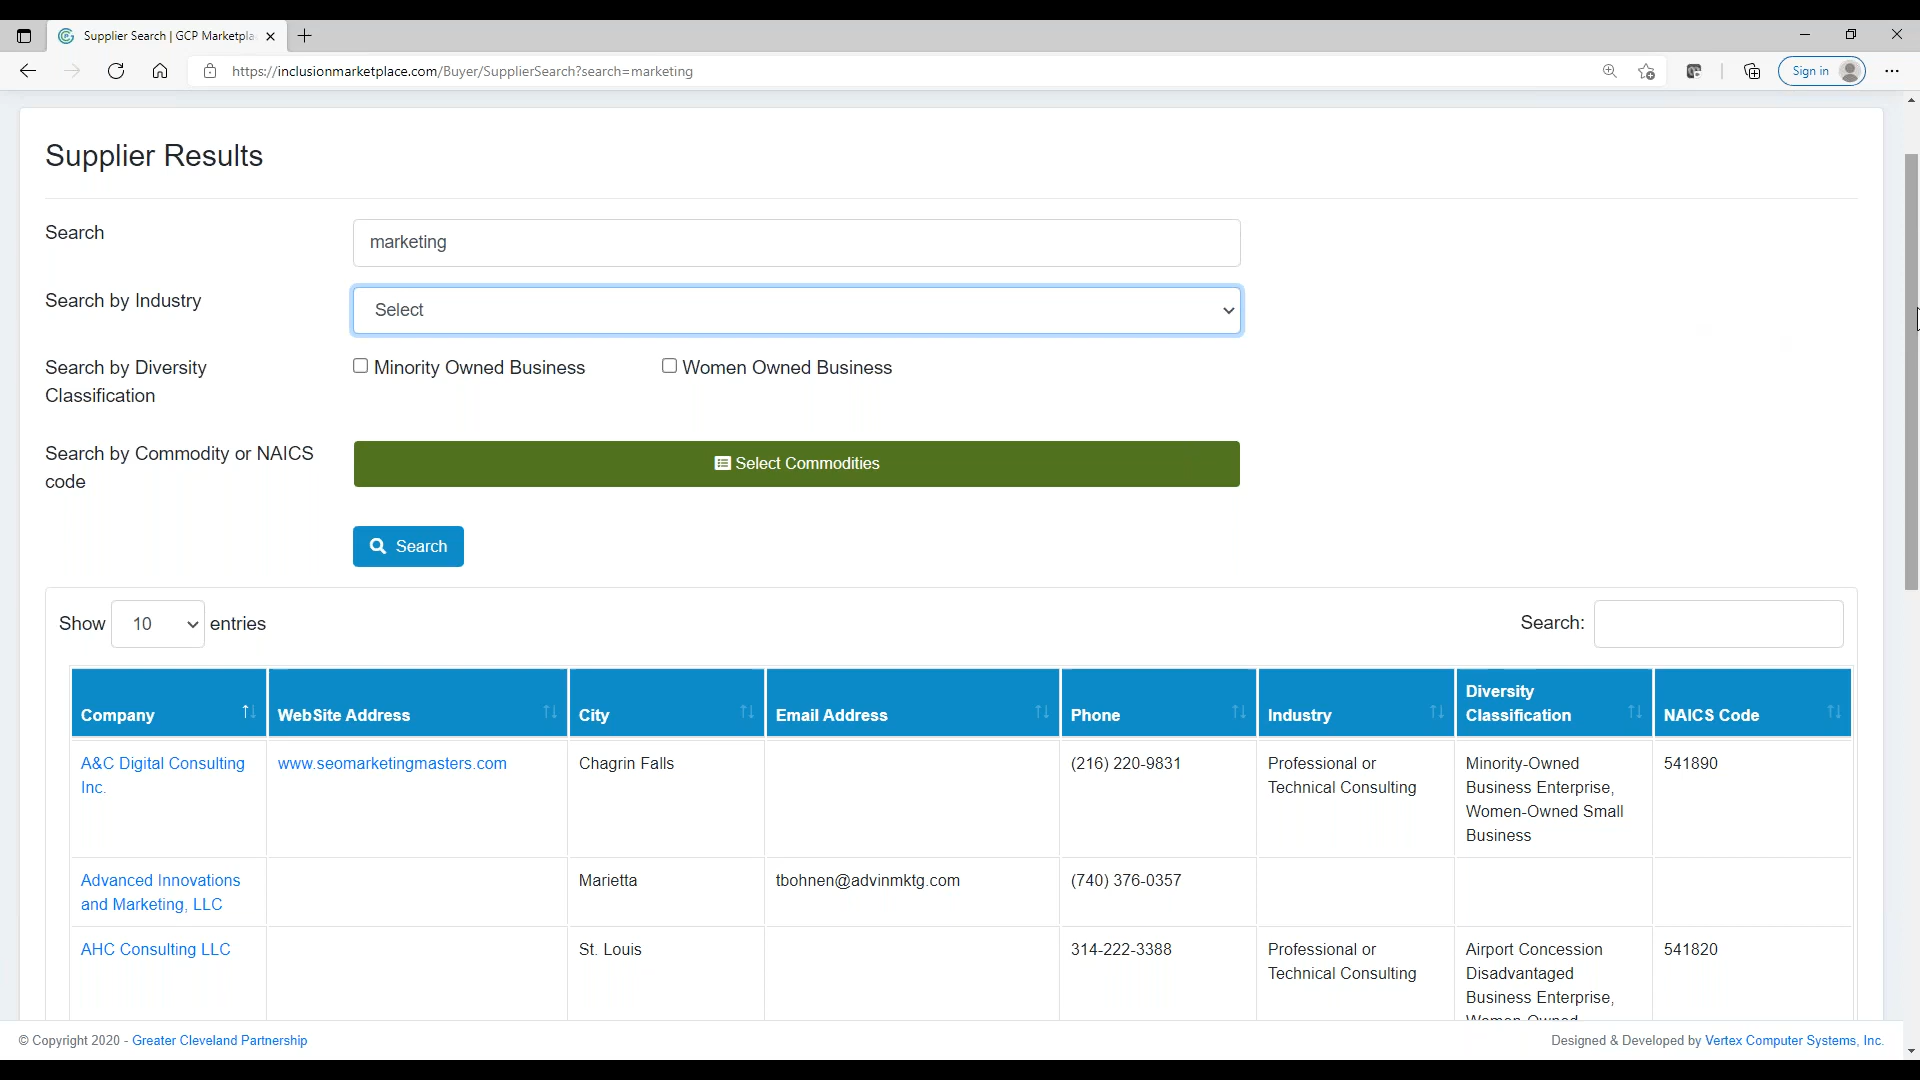 Supplier Search | GCP Marketpla
https://inclusionmarketplace.com/Buyer/SupplierSearch?search=marketing
Sign in
Supplier Results
Search
marketing
Search by Industry
Select
Search by Diversity
Classification
Minority Owned Business
Women Owned Business
Search by Commodity or NAICS
code
Select Commodities
Search
Show 10 entries
Search:
Company
WebSite Address
City
Email Address
Phone
Industry
Diversity
Classification
NAICS Code
A&C Digital Consulting
Inc.
www.seomarketingmasters.com
Chagrin Falls
(216) 220-9831
Professional or
Technical Consulting
Minority-Owned
Business Enterprise,
Women-Owned Small
Business
541890
Advanced Innovations
and Marketing, LLC
Marietta
tbohnen@advinmktg.com
(740) 376-0357
AHC Consulting LLC
St. Louis
314-222-3388
Professional or
Technical Consulting
Airport Concession
Disadvantaged
Business Enterprise,
Women-Owned
541820
© Copyright 2020 - Greater Cleveland Partnership
Designed & Developed by Vertex Computer Systems, Inc.